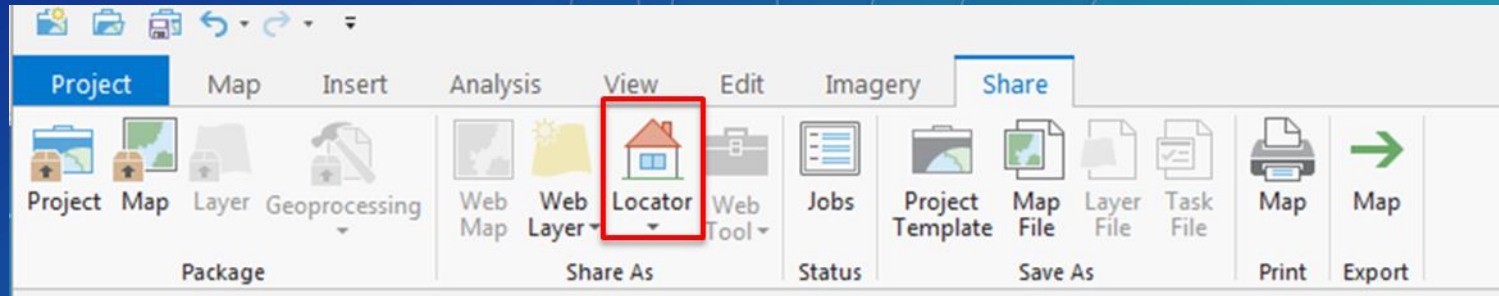 Project Map Insert Analysis View Edit Imagery Share
Project Map Layer Geoprocessing Web Map Web Layer Locator Web Tool Jobs Project Template Map File Layer File Task File Map Map
Package Share As Status Save As Print Export